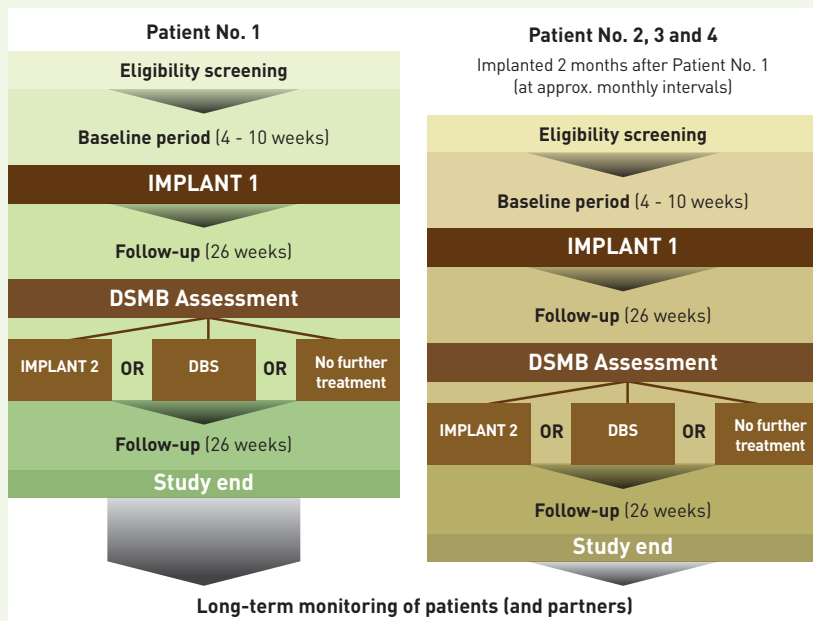 Patient No. 1
Eligibility screening
Baseline period (4 - 10 weeks)
IMPLANT 1
Follow-up (26 weeks)
DSMB Assessment
IMPLANT 2 OR DBS OR No further
treatment
Follow-up (26 weeks)
Study end
Patient No. 2, 3 and 4
Implanted 2 months after Patient No. 1
(at approx. monthly intervals)
Eligibility screening
Baseline period (4 - 10 weeks)
IMPLANT 1
Follow-up (26 weeks)
DSMB Assessment
IMPLANT 2 OR DBS OR No further
treatment
Follow-up (26 weeks)
Study end
Long-term monitoring of patients (and partners)